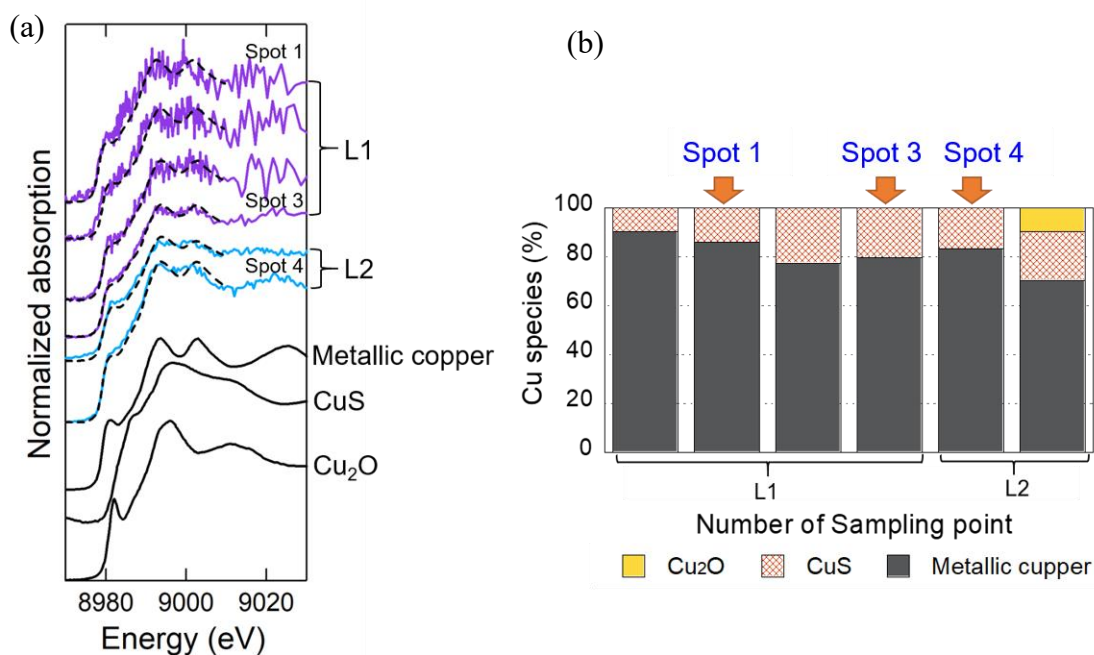 (a)
Normalized absorption
Spot 1
L1
Spot 3
L2
Spot 4
Metallic copper
CuS
Cu₂O
8980 9000 9020
Energy (eV)
(b)
Spot 1 Spot 3 Spot 4
Cu species (%)
100
80
60
40
20
0
L1 L2
Number of Sampling point
Cu₂O CuS Metallic cupper